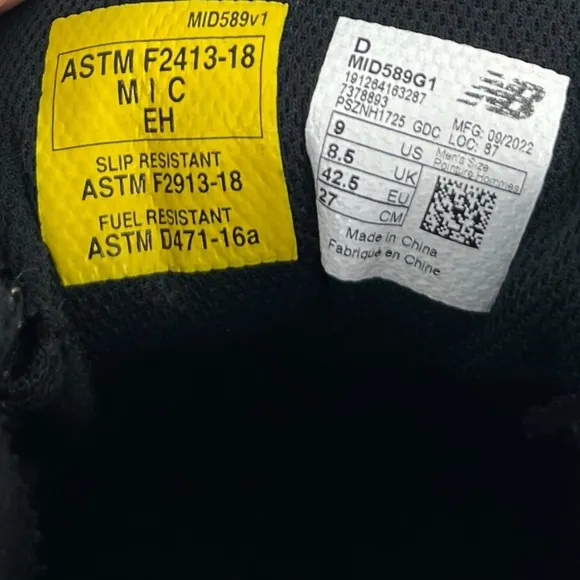 MID589v1
ASTM F2413-18
M I C
EH
SLIP RESISTANT
ASTM F2913-18
FUEL RESISTANT
ASTM D471-16a
D
MID589G1
191264163287
7378893
PSZNH1725 GDC
MFG: 09/2022
LOC: 87
9 US
8.5 UK
42.5 EU
27 CM
Men's Size
Pointure Hommes
Made in China
Fabriqué en Chine